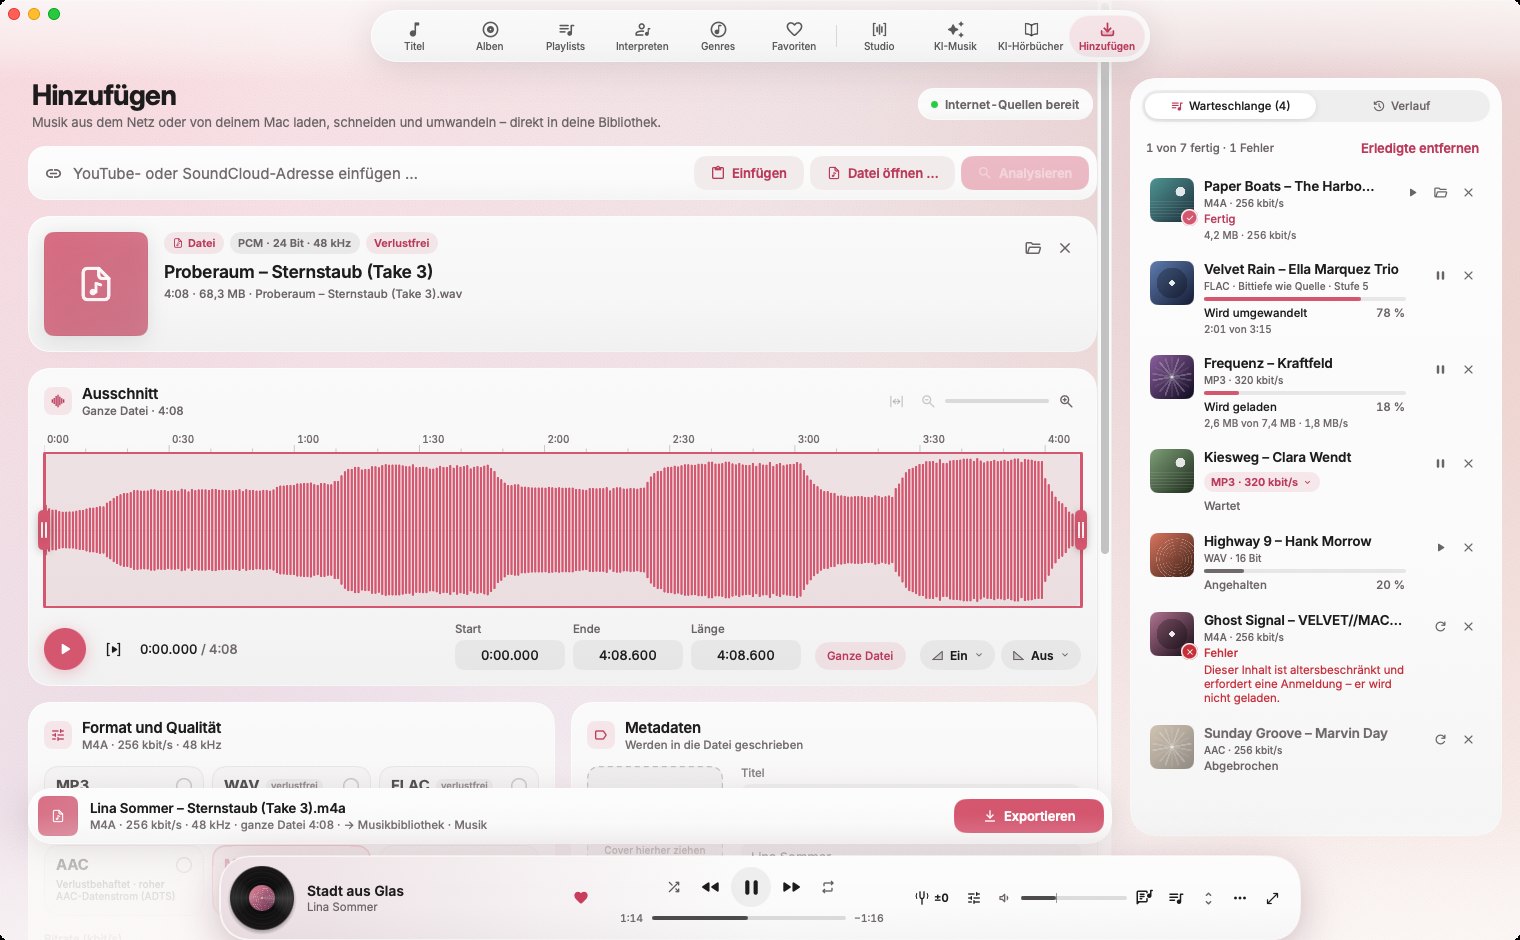 Titel
Alben
Playlists
Interpreten
Genres
Favoriten
Studio
KI-Musik
KI-Hörbücher
Hinzufügen
Hinzufügen
Musik aus dem Netz oder von deinem Mac laden, schneiden und umwandeln – direkt in deine Bibliothek.
Internet-Quellen bereit
YouTube- oder SoundCloud-Adresse einfügen ...
Einfügen
Datei öffnen ...
Analysieren
Datei
PCM · 24 Bit · 48 kHz
Verlustfrei
Proberaum – Sternstaub (Take 3)
4:08 · 68,3 MB · Proberaum – Sternstaub (Take 3).wav
Ausschnitt
Ganze Datei · 4:08
0:00 0:30 1:00 1:30 2:00 2:30 3:00 3:30 4:00
0:00.000 / 4:08
Start
0:00.000
Ende
4:08.600
Länge
4:08.600
Ganze Datei
Ein
Aus
Format und Qualität
M4A · 256 kbit/s · 48 kHz
MP3
WAV verlustfrei
FLAC verlustfrei
AAC
Verlustbehaftet · roher
AAC-Datenstrom (ADTS)
Metadaten
Werden in die Datei geschrieben
Titel
Cover hierher ziehen
Lina Sommer
Lina Sommer – Sternstaub (Take 3).m4a
M4A · 256 kbit/s · 48 kHz · ganze Datei 4:08 · → Musikbibliothek · Musik
Exportieren
Stadt aus Glas
Lina Sommer
1:14
−1:16
±0
Warteschlange (4)
Verlauf
1 von 7 fertig · 1 Fehler
Erledigte entfernen
Paper Boats – The Harbo...
M4A · 256 kbit/s
Fertig
4,2 MB · 256 kbit/s
Velvet Rain – Ella Marquez Trio
FLAC · Bittiefe wie Quelle · Stufe 5
Wird umgewandelt 78 %
2:01 von 3:15
Frequenz – Kraftfeld
MP3 · 320 kbit/s
Wird geladen 18 %
2,6 MB von 7,4 MB · 1,8 MB/s
Kiesweg – Clara Wendt
MP3 · 320 kbit/s
Wartet
Highway 9 – Hank Morrow
WAV · 16 Bit
Angehalten 20 %
Ghost Signal – VELVET//MAC...
M4A · 256 kbit/s
Fehler
Dieser Inhalt ist altersbeschränkt und
erfordert eine Anmeldung – er wird
nicht geladen.
Sunday Groove – Marvin Day
AAC · 256 kbit/s
Abgebrochen